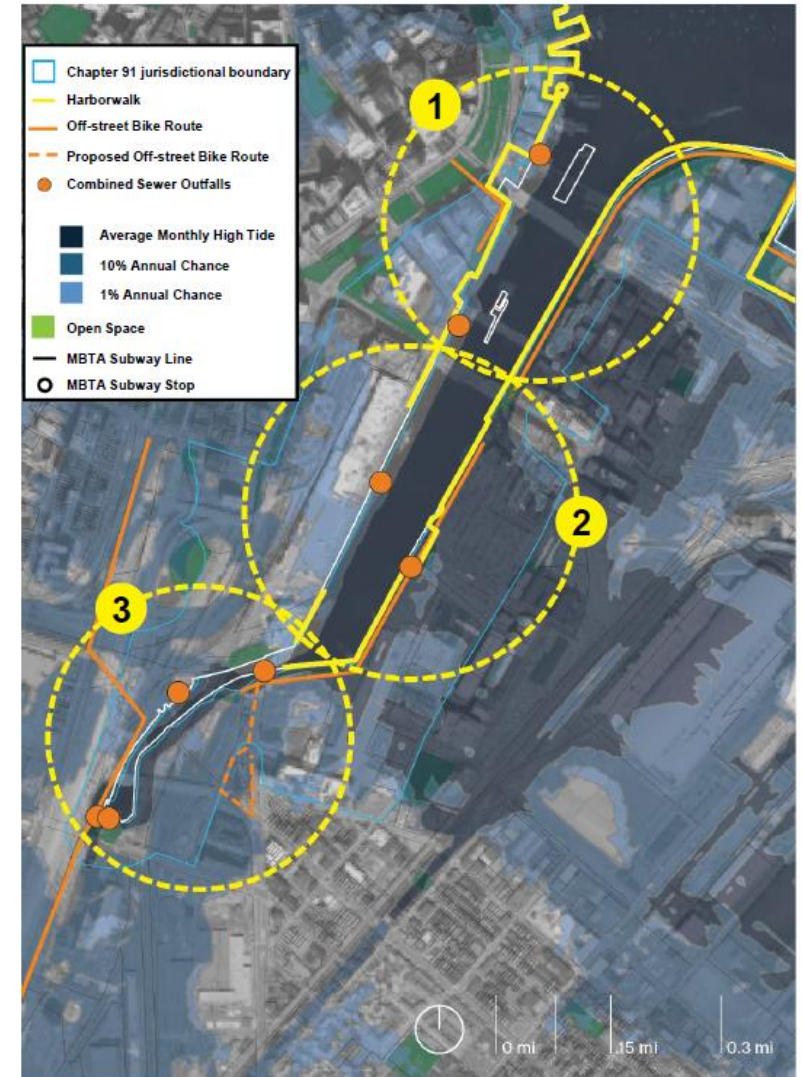 Chapter 91 jurisdictional boundary
Harborwalk
Off-street Bike Route
Proposed Off-street Bike Route
Combined Sewer Outfalls
Average Monthly High Tide
10% Annual Chance
1% Annual Chance
Open Space
MBTA Subway Line
MBTA Subway Stop
1
2
3
0 mi
.15 mi
0.3 mi